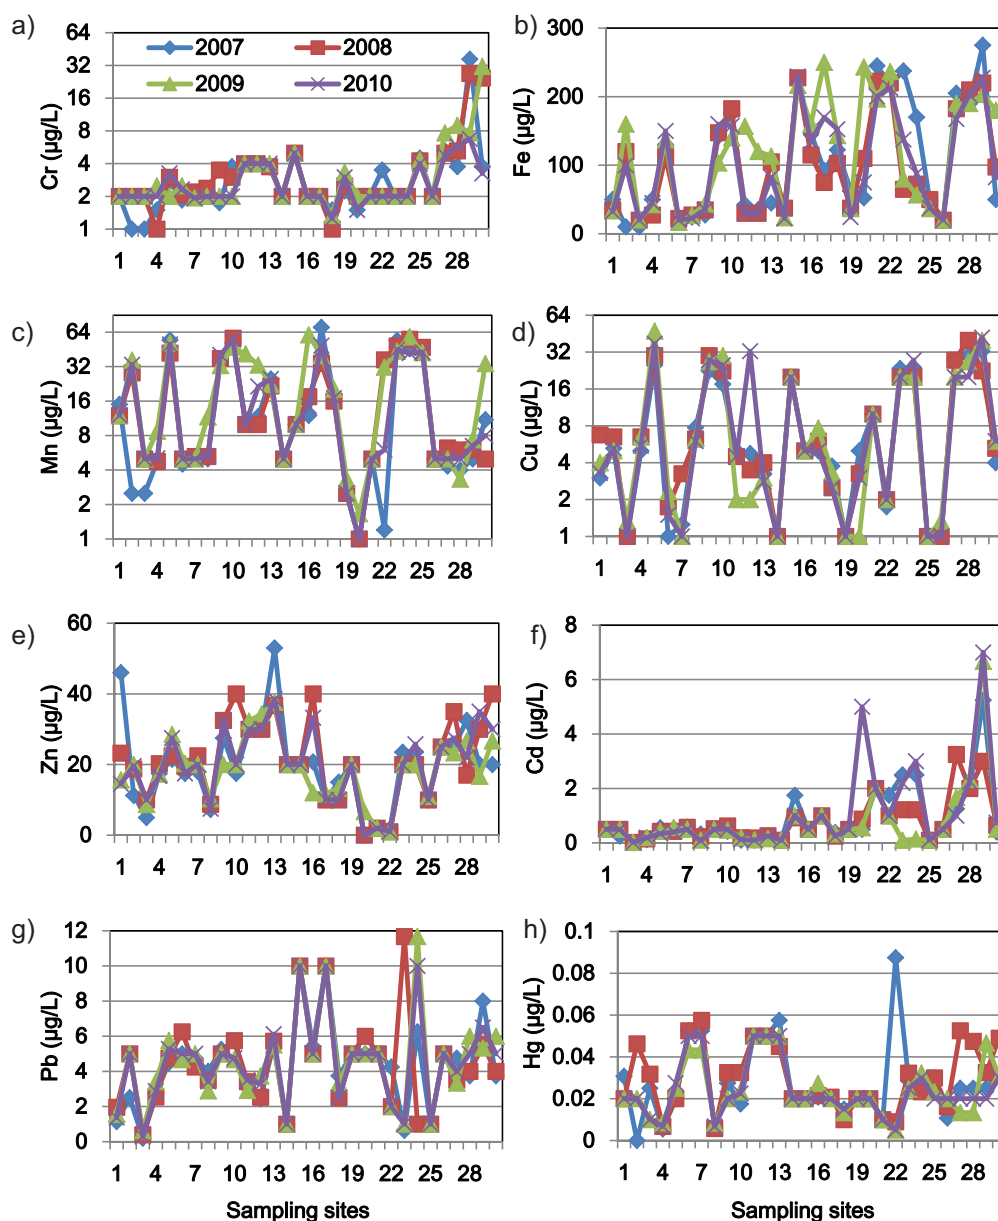 a)
Cr (µg/L)
64
32
16
8
4
2
1
2007
2008
2009
2010
1 4 7 10 13 16 19 22 25 28
b)
Fe (µg/L)
300
200
100
0
1 4 7 10 13 16 19 22 25 28
c)
Mn (µg/L)
64
32
16
8
4
2
1
1 4 7 10 13 16 19 22 25 28
d)
Cu (µg/L)
64
32
16
8
4
2
1
1 4 7 10 13 16 19 22 25 28
e)
Zn (µg/L)
60
40
20
0
1 4 7 10 13 16 19 22 25 28
f)
Cd (µg/L)
8
6
4
2
0
1 4 7 10 13 16 19 22 25 28
g)
Pb (µg/L)
12
10
8
6
4
2
0
1 4 7 10 13 16 19 22 25 28
Sampling sites
h)
Hg (µg/L)
0.1
0.08
0.06
0.04
0.02
0
1 4 7 10 13 16 19 22 25 28
Sampling sites